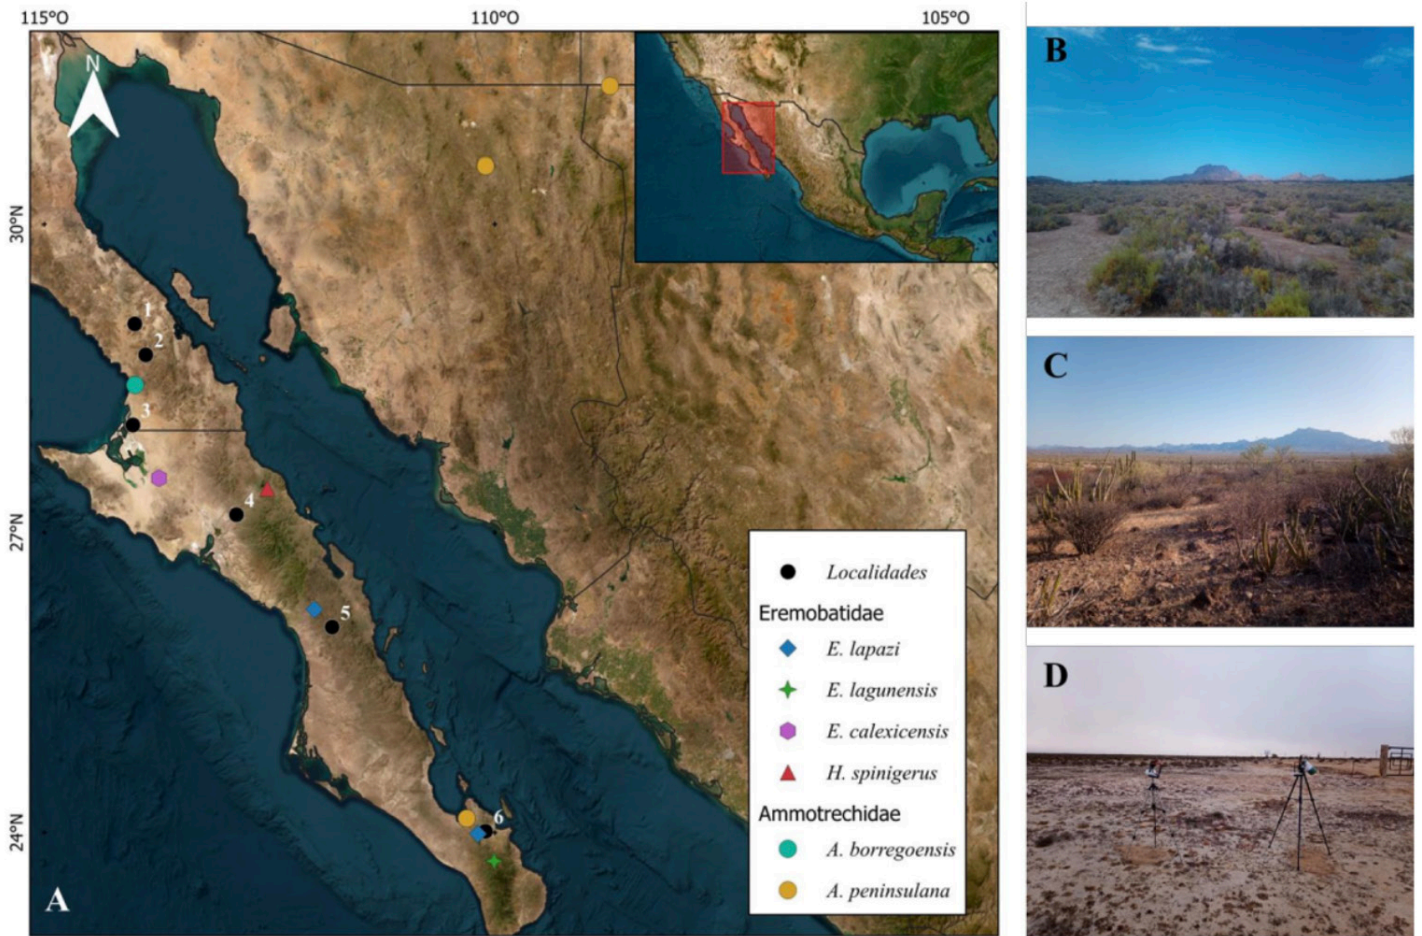 115°O 110°O 105°O
N
30°N
27°N
24°N
1
2
3
4
5
6
Localidades
Eremobatidae
E. lapazi
E. lagunensis
E. calexicensis
H. spinigerus
Ammotrechidae
A. borregoensis
A. peninsulana
A
B
C
D